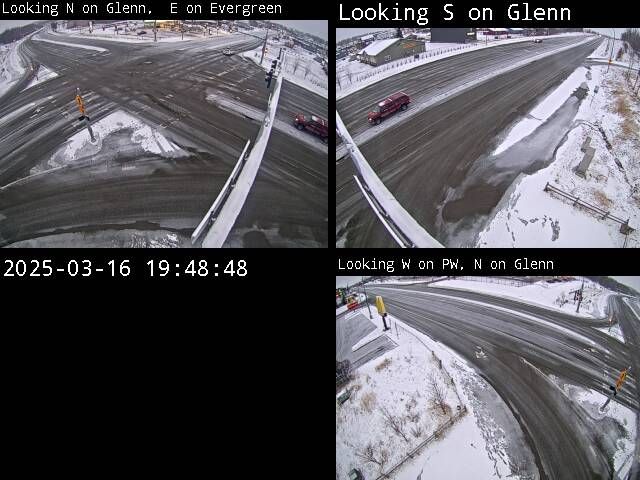 Looking N on Glenn,  E on Evergreen
Looking S on Glenn
2025-03-16 19:48:48
Looking W on PW, N on Glenn